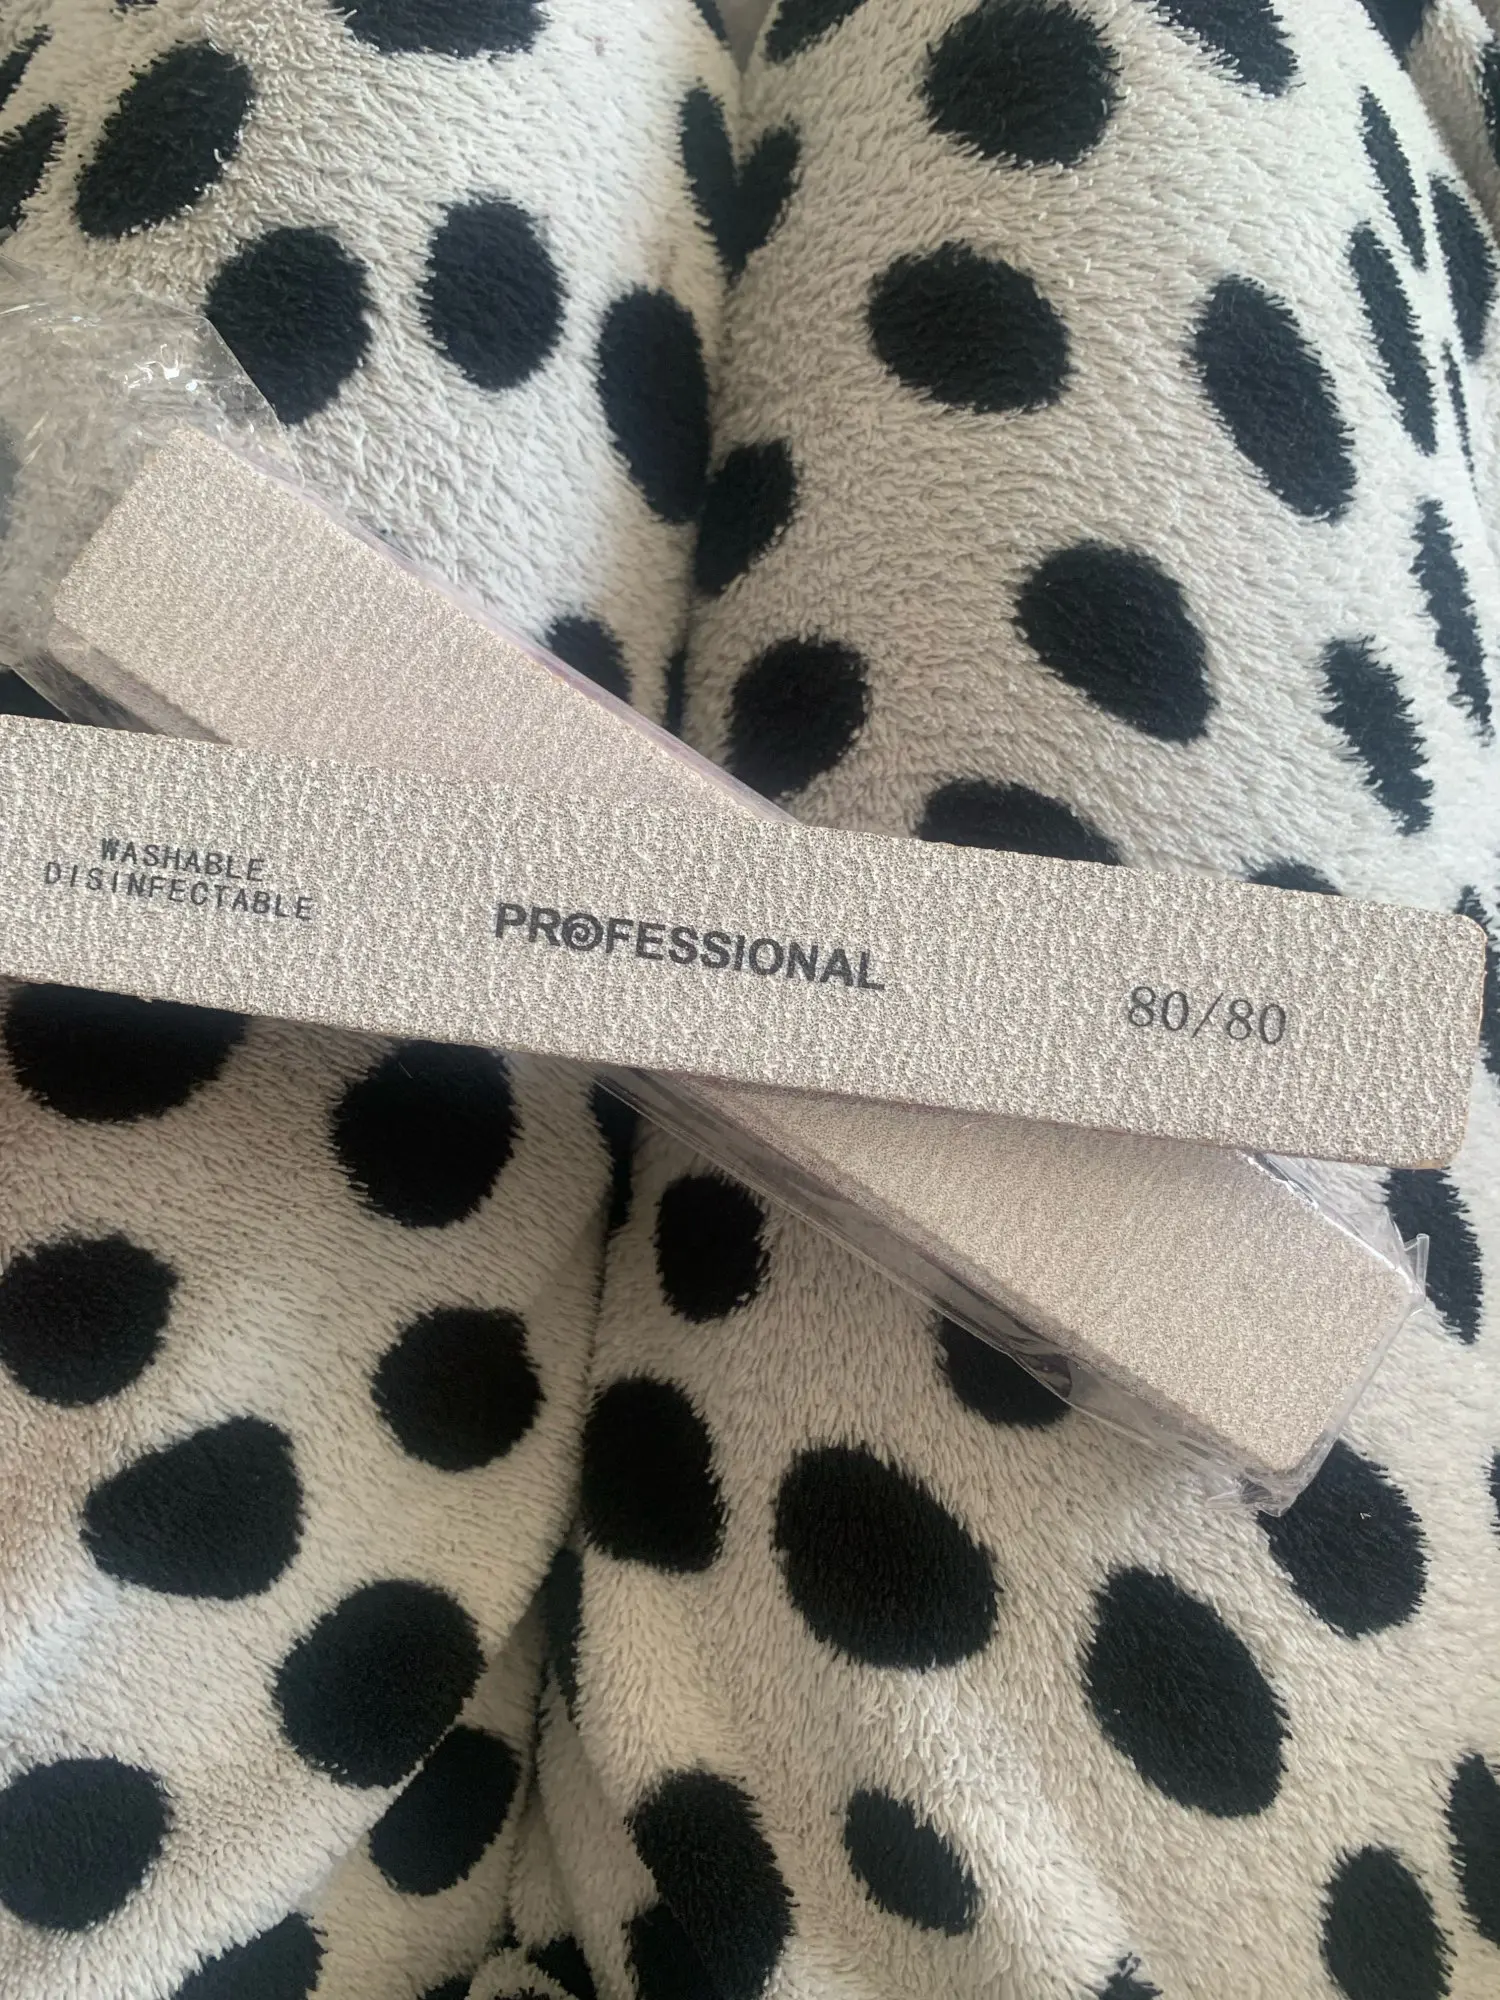 WASHABLE
DISINFECTABLE
PROFESSIONAL
80/80